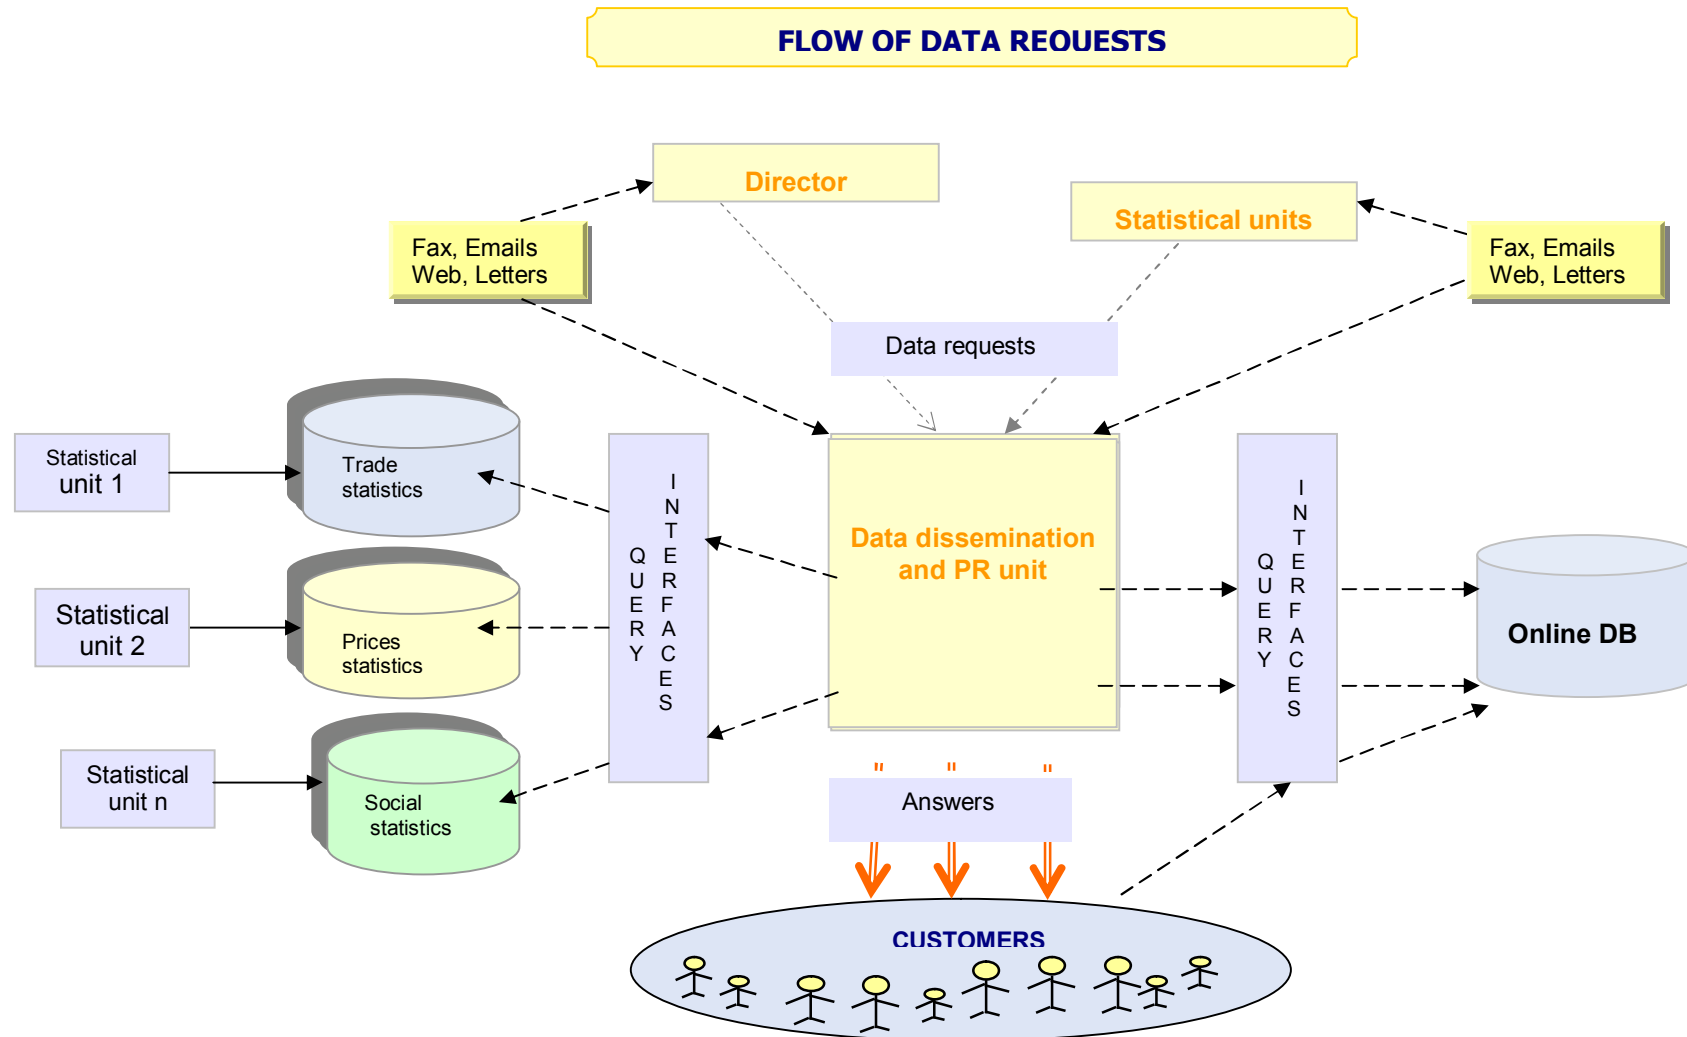 FLOW OF DATA REQUESTS
Director
Statistical units
Fax, Emails
Web, Letters
Fax, Emails
Web, Letters
Data requests
Statistical
unit 1
Trade
statistics
Statistical
unit 2
Prices
statistics
Statistical
unit n
Social
statistics
QUERY
INTERFACES
Data dissemination
and PR unit
QUERY
INTERFACES
Online DB
Answers
CUSTOMERS